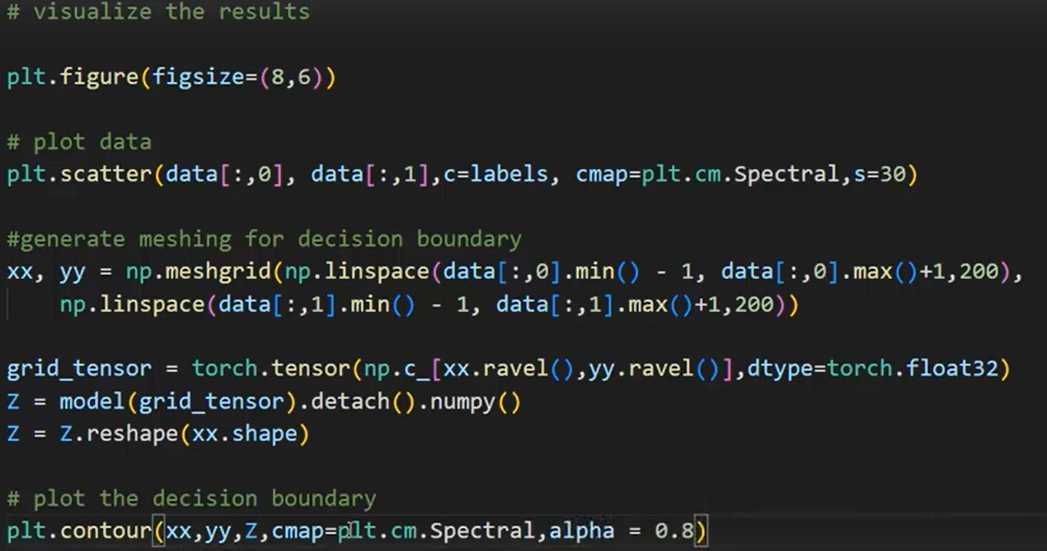 # visualize the results
plt.figure(figsize=(8,6))
# plot data
plt.scatter(data[:,0], data[:,1],c=labels, cmap=plt.cm.Spectral,s=30)
#generate meshing for decision boundary
xx, yy = np.meshgrid(np.linspace(data[:,0].min() - 1, data[:,0].max()+1,200),
np.linspace(data[:,1].min() - 1, data[:,1].max()+1,200))
grid_tensor = torch.tensor(np.c_[xx.ravel(),yy.ravel()],dtype=torch.float32)
Z = model(grid_tensor).detach().numpy()
Z = Z.reshape(xx.shape)
# plot the decision boundary
plt.contour(xx,yy,Z,cmap=plt.cm.Spectral,alpha = 0.8)